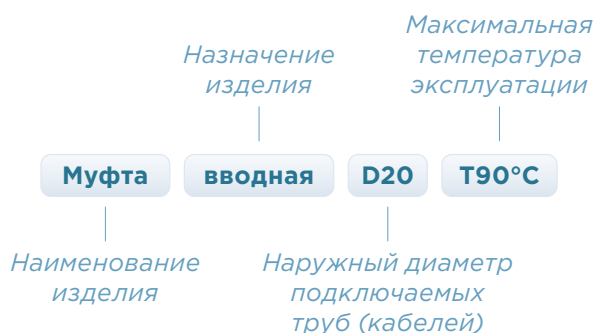 Максимальная
температура
эксплуатации
Назначение
изделия
Муфта вводная D20 T90°C
Наименование
изделия
Наружный диаметр
подключаемых
труб (кабелей)